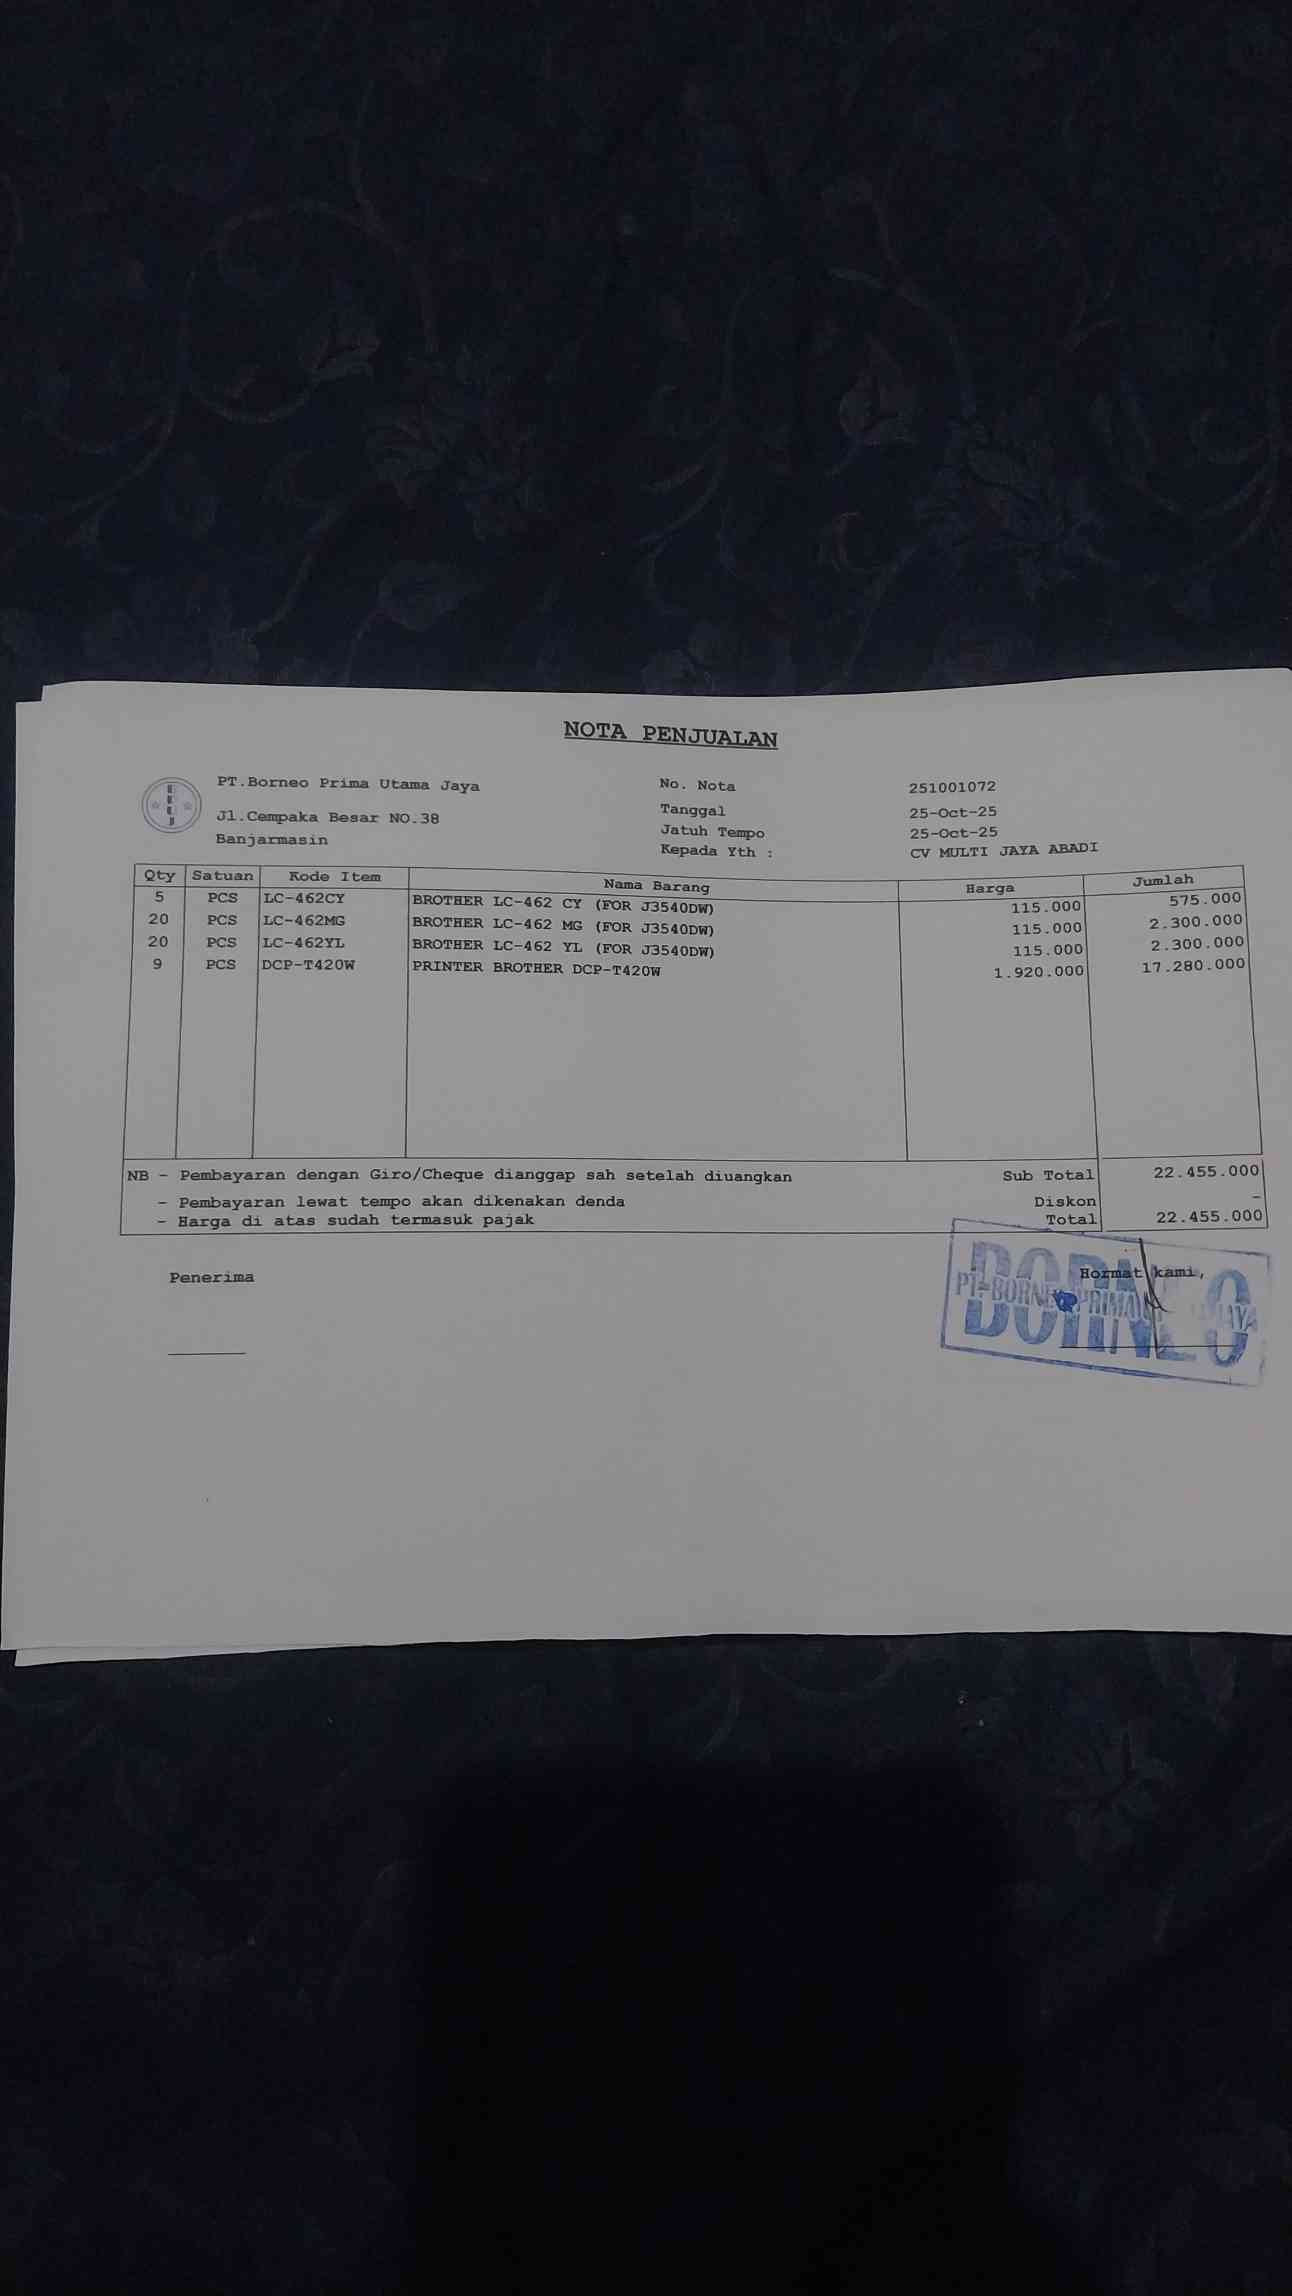 NOTA PENJUALAN
BPUJ
PT.Borneo Prima Utama Jaya
Jl.Cempaka Besar NO.38
Banjarmasin
No. Nota 251001072
Tanggal 25-Oct-25
Jatuh Tempo 25-Oct-25
Kepada Yth : CV MULTI JAYA ABADI
Qty Satuan Kode Item Nama Barang Harga Jumlah
5 PCS LC-462CY BROTHER LC-462 CY (FOR J3540DW) 115.000 575.000
20 PCS LC-462MG BROTHER LC-462 MG (FOR J3540DW) 115.000 2.300.000
20 PCS LC-462YL BROTHER LC-462 YL (FOR J3540DW) 115.000 2.300.000
9 PCS DCP-T420W PRINTER BROTHER DCP-T420W 1.920.000 17.280.000
NB - Pembayaran dengan Giro/Cheque dianggap sah setelah diuangkan Sub Total 22.455.000
- Pembayaran lewat tempo akan dikenakan denda Diskon -
- Harga di atas sudah termasuk pajak Total 22.455.000
Penerima Hormat kami,
BORNEO
PT. BORNEO PRIMA JAYA